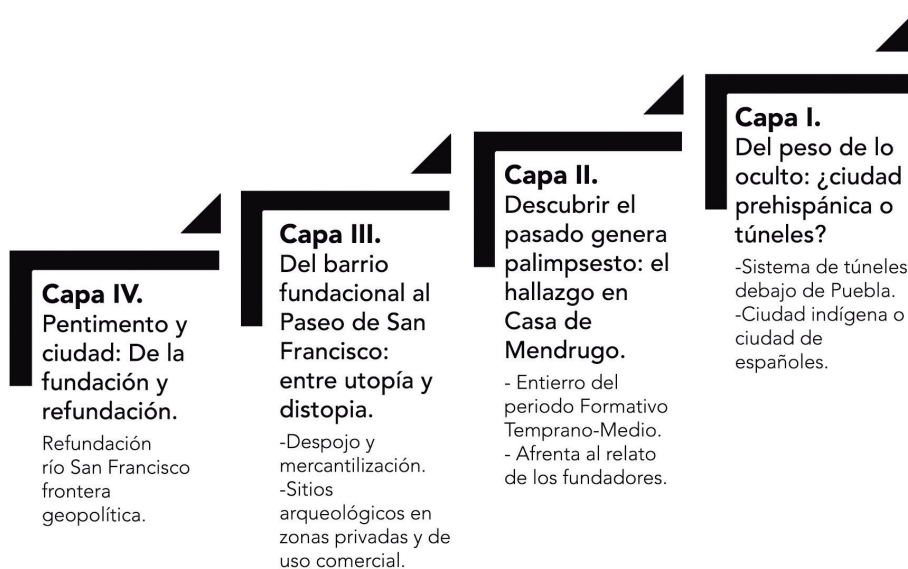 Capa IV.
Pentimento y
ciudad: De la
fundación y
refundación.
Refundación
río San Francisco
frontera
geopolítica.
Capa III.
Del barrio
fundacional al
Paseo de San
Francisco:
entre utopía y
distopia.
-Despojo y
mercantilización.
-Sitios
arqueológicos en
zonas privadas y de
uso comercial.
Capa II.
Descubrir el
pasado genera
palimpsesto: el
hallazgo en
Casa de
Mendrugo.
- Entierro del
periodo Formativo
Temprano-Medio.
- Afrenta al relato
de los fundadores.
Capa I.
Del peso de lo
oculto: ¿ciudad
prehispánica o
túneles?
-Sistema de túneles
debajo de Puebla.
-Ciudad indígena o
ciudad de
españoles.